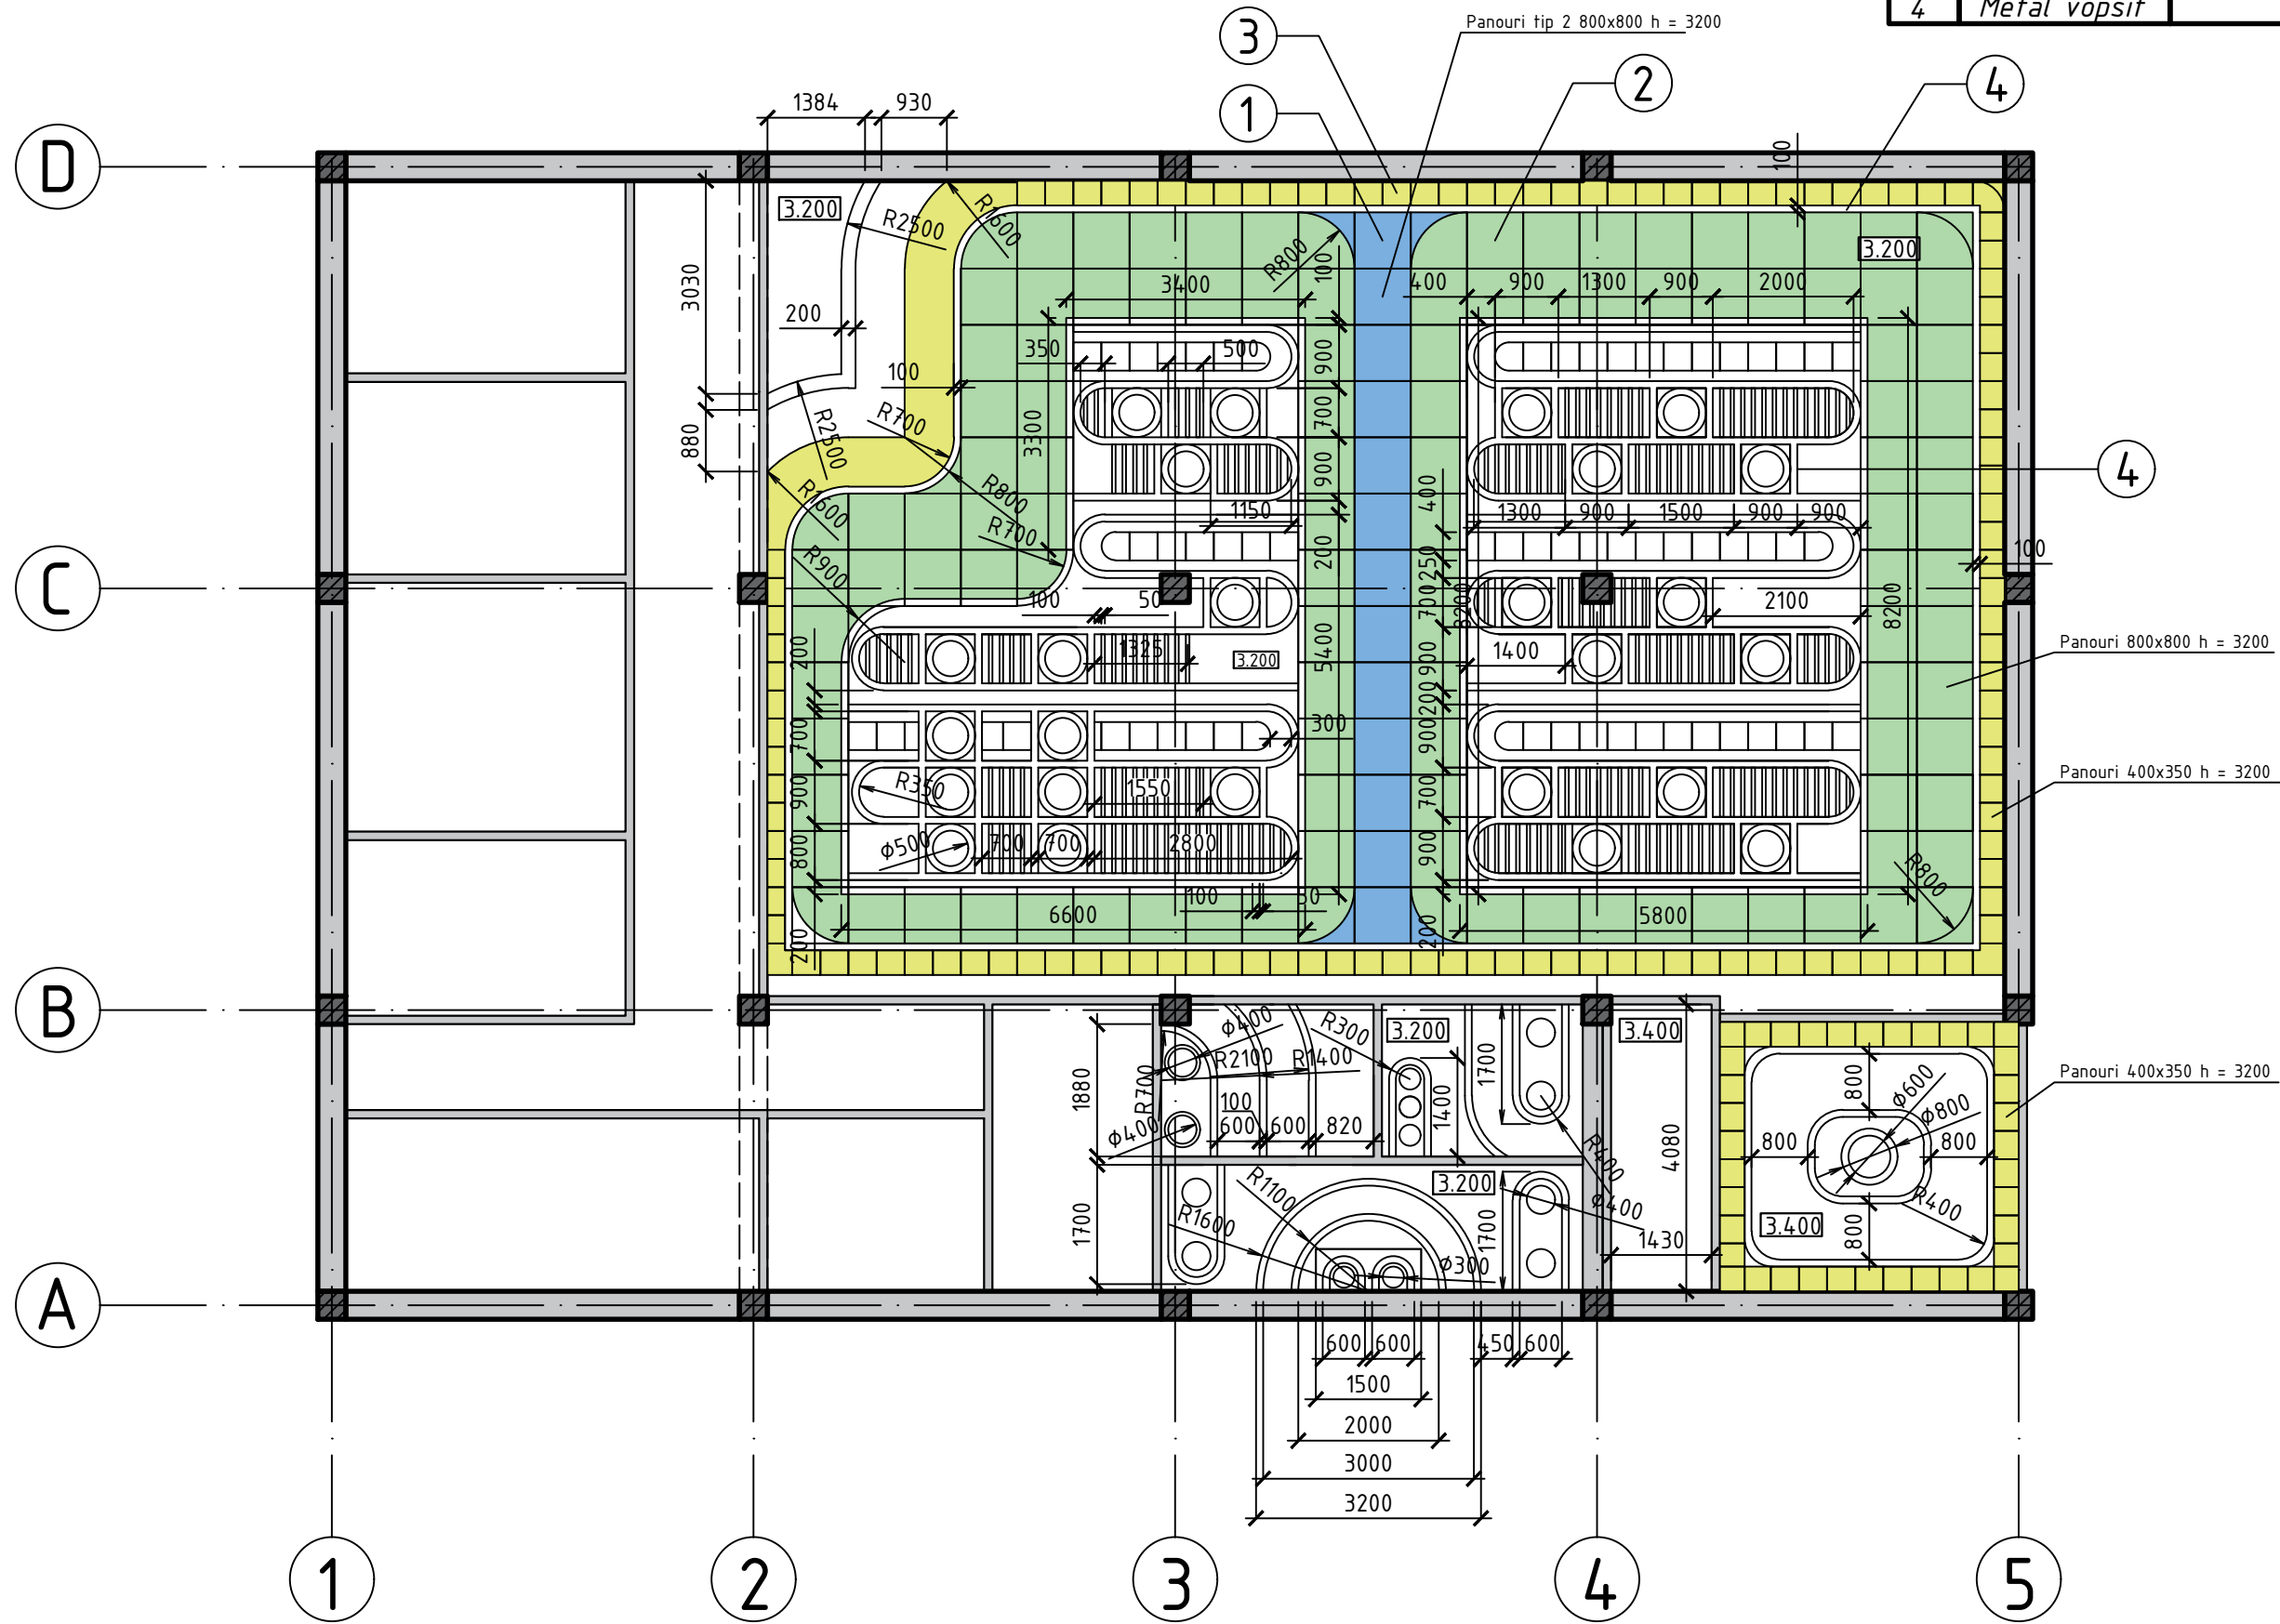 4 Metal vopsit
Panouri tip 2 800x800 h = 3200
3
2
4
1
1384 930
100
D
3.200
R2500
R1600
3.200
R800
100
3400
400 900 1300 900 2000
3030
200
350
500
900
100
R700
R2500
3300
700
880
4
R1600
R800
900
400
R700
1150
1300 900 1500 900 900
R900
200
250
100
C
100
50
700
8200
2100
8200
200
1325
3.200
5400
1400
900
Panouri 800x800 h = 3200
200
300
700
900
Panouri 400x350 h = 3200
R350
1550
900
700
ϕ500
700 700 2800
800
900
R800
100
50
6600
5800
200
200
B
ϕ400
R300
3.200
3.400
R2100 R1400
1700
1880
R700
Panouri 400x350 h = 3200
100
1400
800
ϕ600
ϕ800
ϕ400
600 600 820
800
800
R400
4080
R1100
3.200
R400
R1600
ϕ400
3.400
800
1700
1700
1430
ϕ300
A
600 600 450 600
1500
2000
3000
3200
1 2 3 4 5